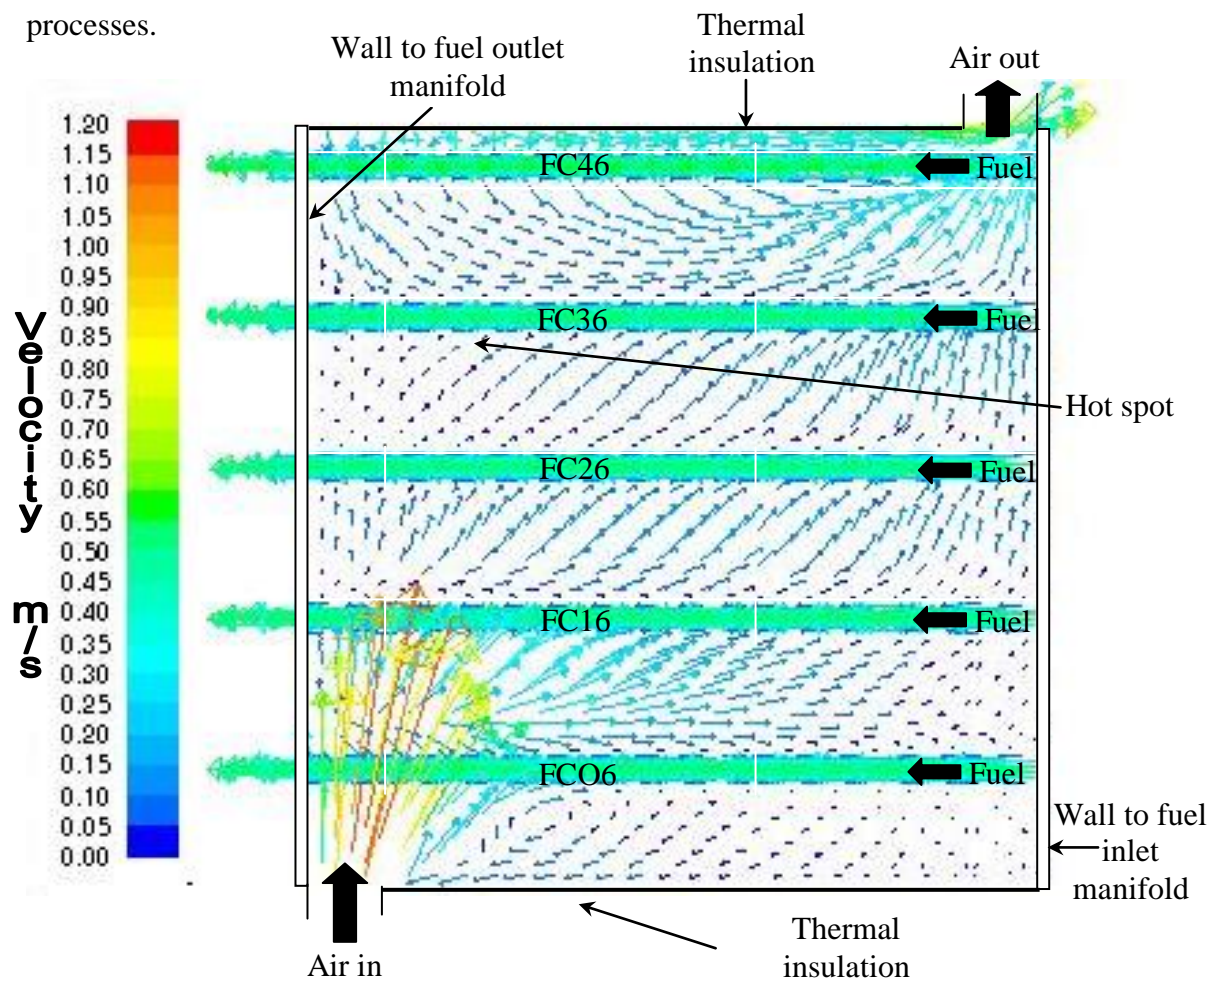 processes.
Wall to fuel outlet
manifold
Thermal
insulation
Air out
1.20
1.15
1.10
1.05
1.00
0.95
0.90
0.85
0.80
0.75
0.70
0.65
0.60
0.55
0.50
0.45
0.40
0.35
0.30
0.25
0.20
0.15
0.10
0.05
0.00
Velocity m/s
FC46
Fuel
FC36
Fuel
Hot spot
FC26
Fuel
FC16
Fuel
FCO6
Fuel
Wall to fuel
inlet
manifold
Thermal
insulation
Air in